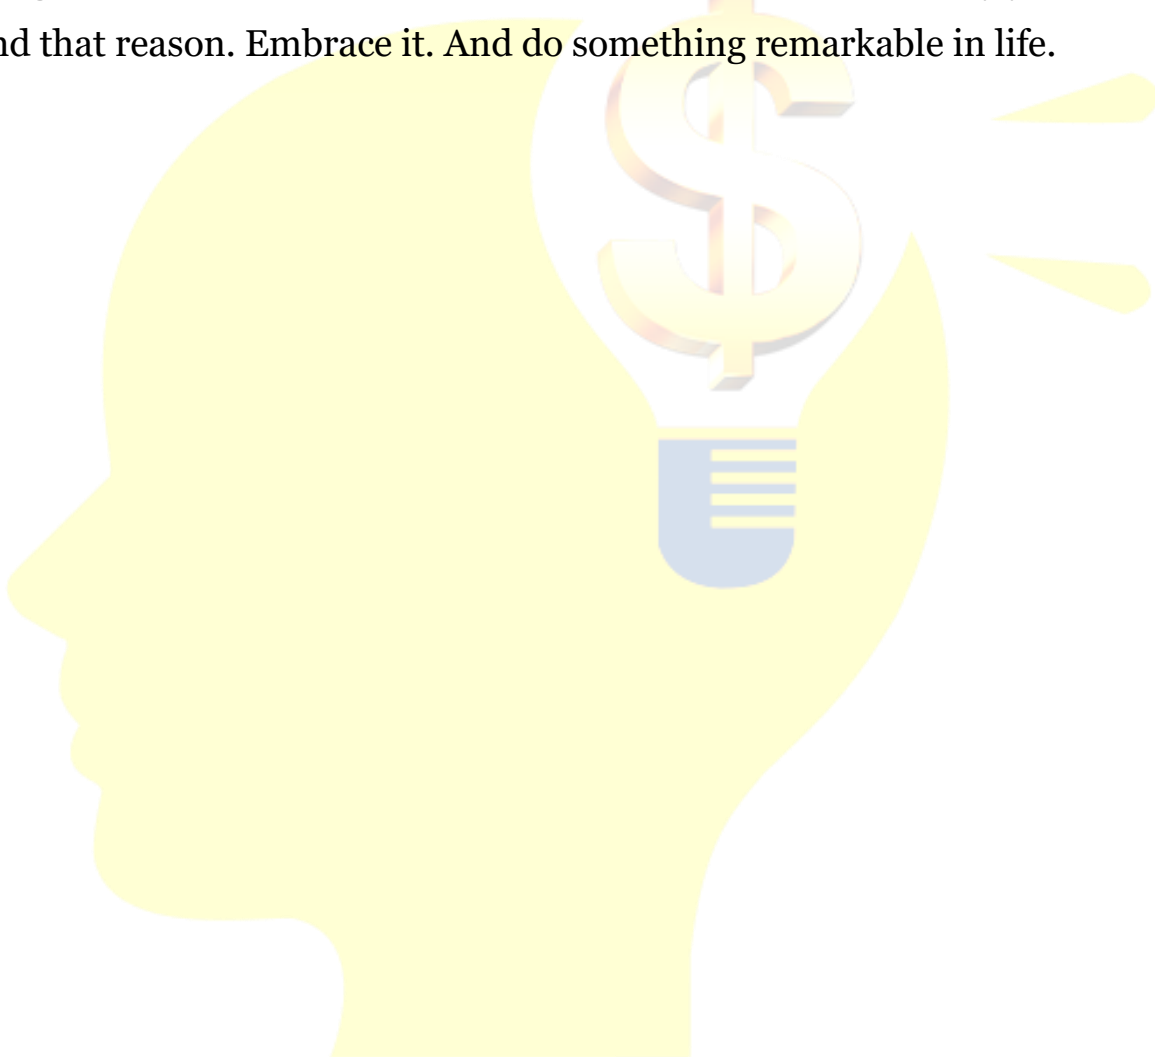 nd that reason. Embrace it. And do something remarkable in life.